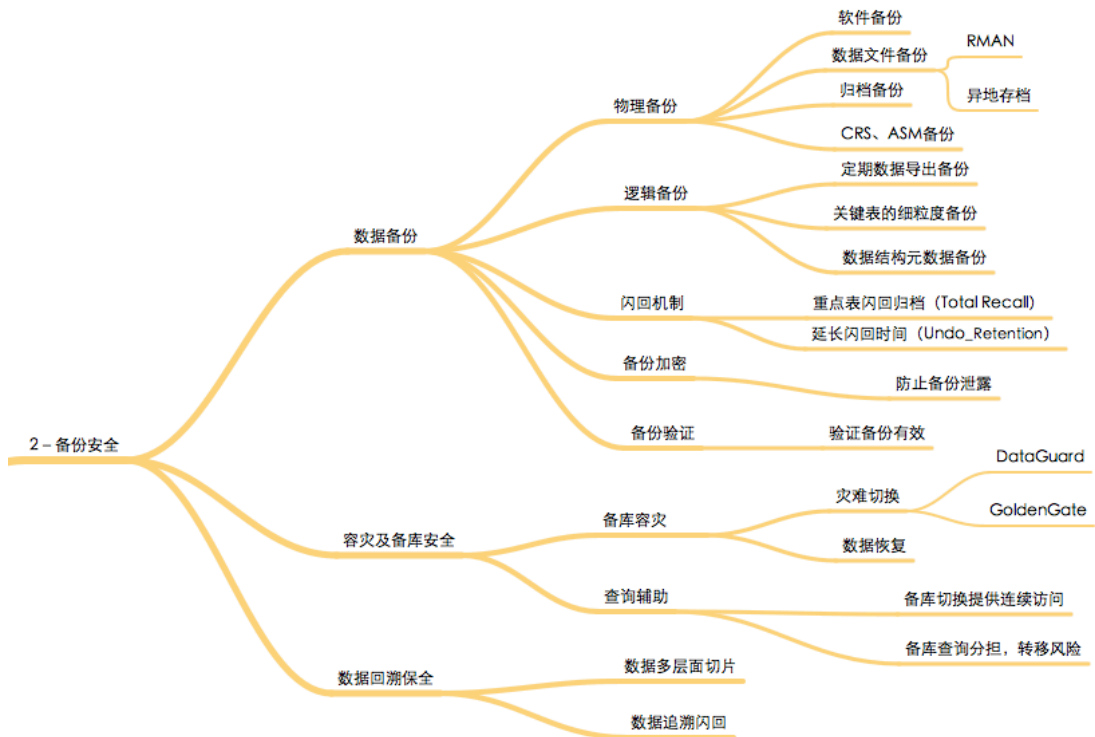 2 – 备份安全
数据备份
物理备份
软件备份
数据文件备份
RMAN
异地存档
归档备份
CRS、ASM备份
逻辑备份
定期数据导出备份
关键表的细粒度备份
数据结构元数据备份
闪回机制
重点表闪回归档（Total Recall）
延长闪回时间（Undo_Retention）
备份加密
防止备份泄露
备份验证
验证备份有效
容灾及备库安全
备库容灾
灾难切换
DataGuard
GoldenGate
数据恢复
查询辅助
备库切换提供连续访问
备库查询分担，转移风险
数据回溯保全
数据多层面切片
数据追溯闪回